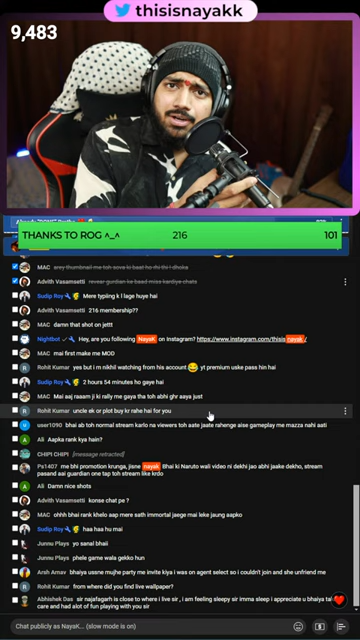 thisisnayakk
9,483
THANKS TO ROG ^_^ 216 101
MAC
Advith Vasamsetti
Sudip Roy Mere typiing k l lage huye hai
Advith Vasamsetti 216 membership??
MAC damn that shot on jettt
Nightbot Hey, are you following NayaK on Instagram? https://www.instagram.com/thisis nayak /
MAC mai first make me MOD
Rohit Kumar yes but i m nikhil watching from his account yt premium uske pass hin hai
Sudip Roy 2 hours 54 minutes ho gaye hai
MAC Mai aaj raaam ji ki rally me gaya tha toh abhi ghr aaya just
Rohit Kumar uncle ek or plot buy kr rahe hai for you
user1090 bhai tum normal stream karlo na viewers toh aate jaate rahenge aise gameplay me mazza nahi aati
Ali Aapka rank kya hain?
CHIPI CHIPI [message retracted]
Ps1407 me bhi promotion krunga, jisne nayak Bhai ki Naruto wali video ni dekhi jao abhi jaake dekho, stream
pasand aai guardian one tap toh stream like krdo
Ali Damn nice shots
Advith Vasamsetti konse chat pe ?
MAC ohhh bhai rank khelo aap mere sath immortal jaege mai leke jaung aapko
Sudip Roy haa haa hu mai
Junnu Plays yo sanal bhaii
Junnu Plays phele game wala gekko hun
Arsh Arnav bhaiya ussne mujhe party me invite kiya i was on agent select so i couldn't join and she unfriend me
Rohit Kumar from where did you find live wallpaper?
Abhishek Das sir najafagarh is close to where i live sir , i am feeling sleepy sir imma sleep i appreciate u bhaiya
care and had alot of fun playing with you sir
Chat publicly as NayaK... (slow mode is on)